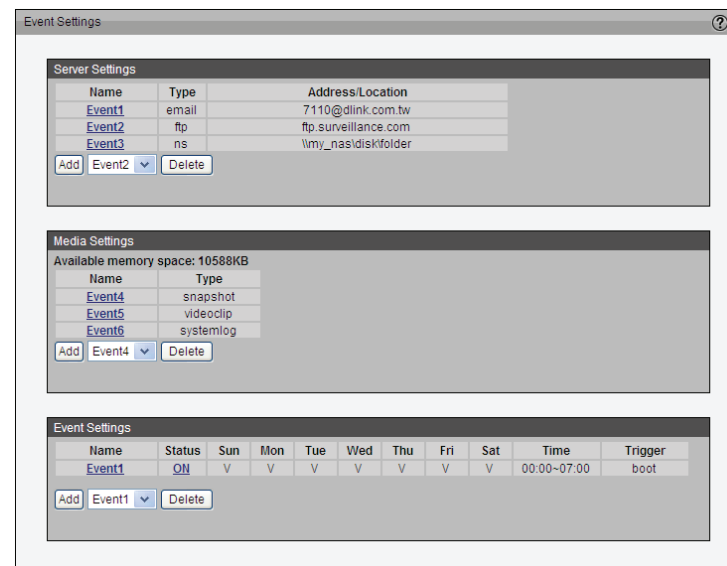 Event Settings ?
Server Settings
Name Type Address/Location
Event1 email 7110@dlink.com.tw
Event2 ftp ftp.surveillance.com
Event3 ns \\my_nas\disk\folder
Add Event2 Delete
Media Settings
Available memory space: 10588KB
Name Type
Event4 snapshot
Event5 videoclip
Event6 systemlog
Add Event4 Delete
Event Settings
Name Status Sun Mon Tue Wed Thu Fri Sat Time Trigger
Event1 ON V V V V V V V 00:00~07:00 boot
Add Event1 Delete